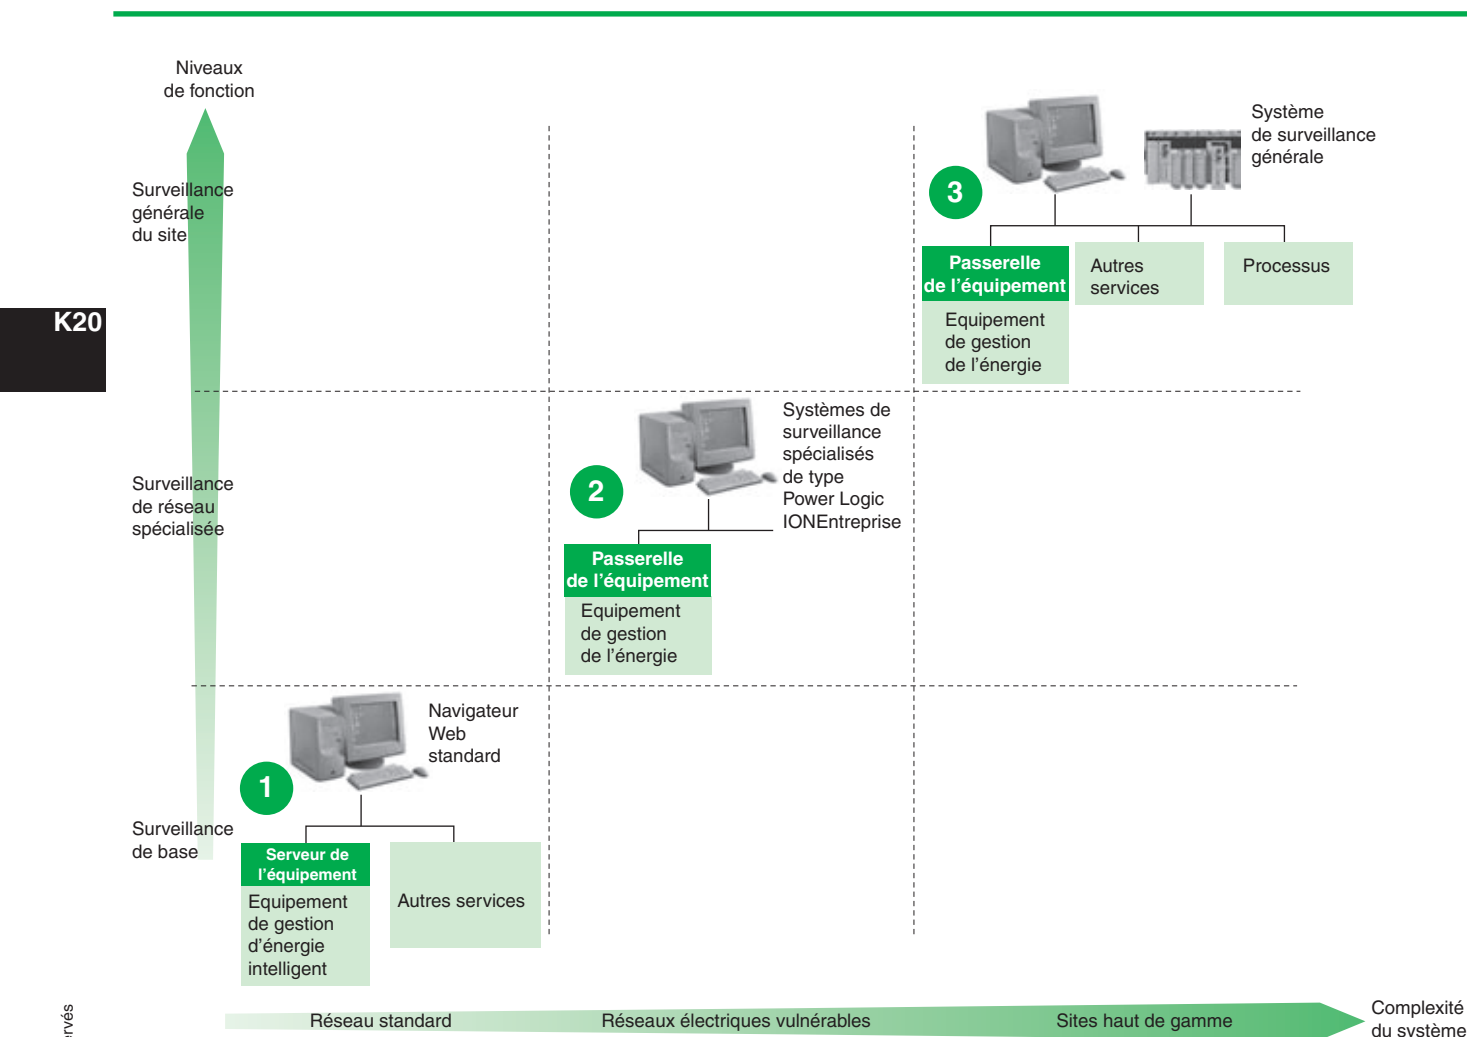 Niveaux
de fonction
Système
de surveillance
générale
Surveillance
générale
du site
3
Passerelle
de l'équipement
Autres
services
Processus
Equipement
de gestion
de l'énergie
K20
Systèmes de
surveillance
spécialisés
de type
Power Logic
IONEntreprise
Surveillance
de réseau
spécialisée
2
Passerelle
de l'équipement
Equipement
de gestion
de l'énergie
Navigateur
Web
standard
1
Surveillance
de base
Serveur de
l'équipement
Equipement
de gestion
d'énergie
intelligent
Autres services
ervés
Réseau standard
Réseaux électriques vulnérables
Sites haut de gamme
Complexité
du système